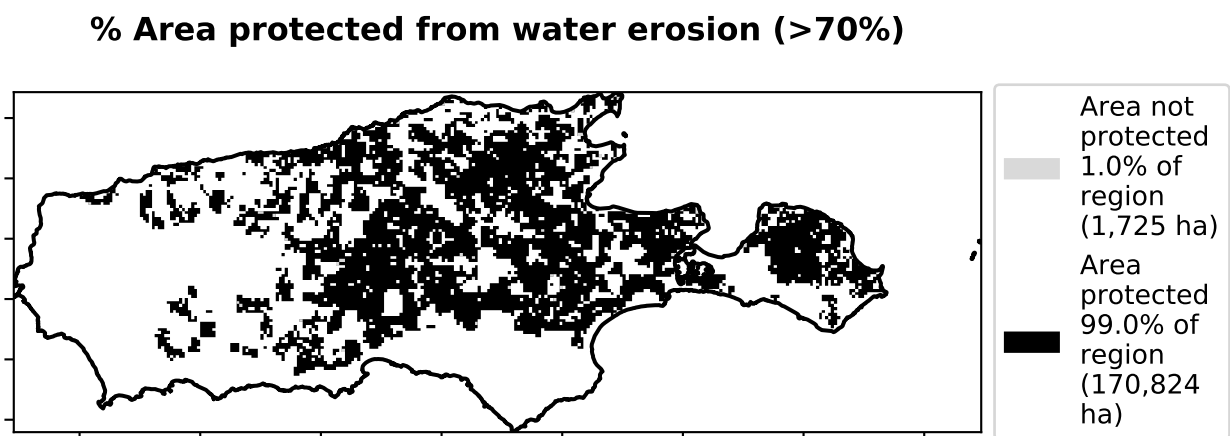 % Area protected from water erosion (>70%)
Area not
protected
1.0% of
region
(1,725 ha)
Area
protected
99.0% of
region
(170,824
ha)